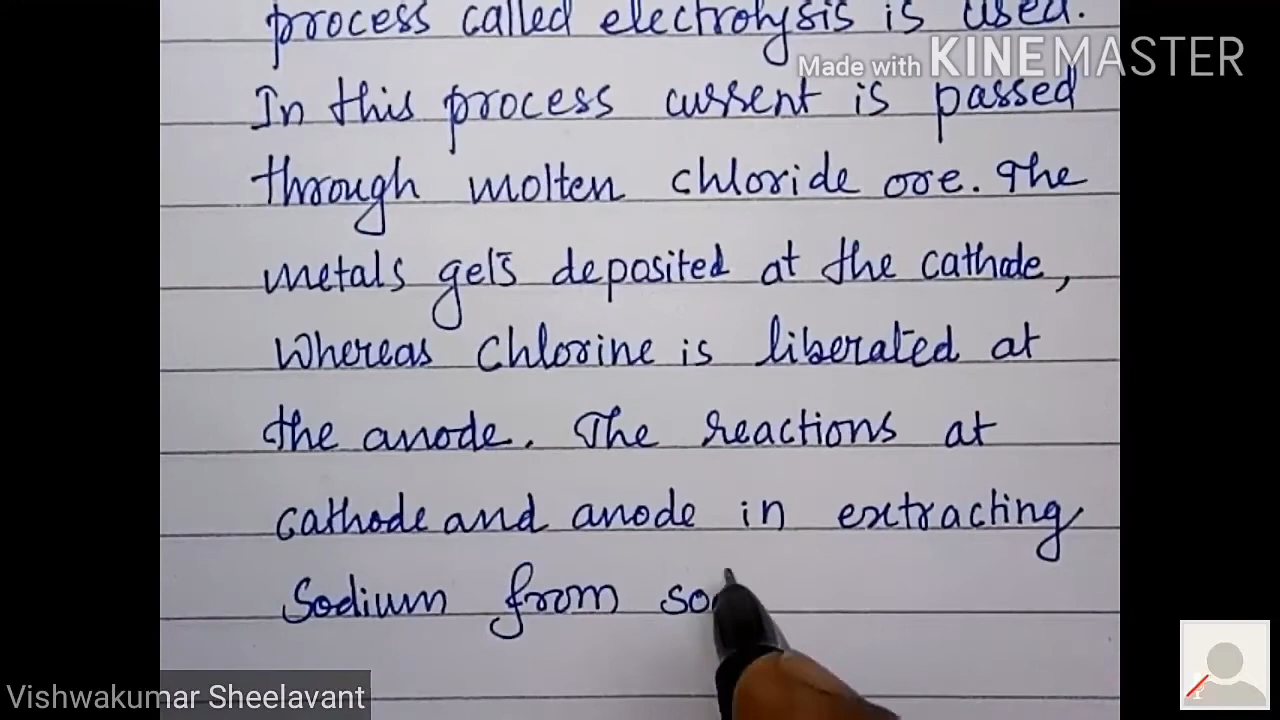 process called electrolysis is used.
Made with KINEMASTER
In this process current is passed
through molten chloride ore. The
metals gets deposited at the cathode,
Whereas Chlorine is liberated at
the anode. The reactions at
cathode and anode in extracting
Sodium from so
Vishwakumar Sheelavant